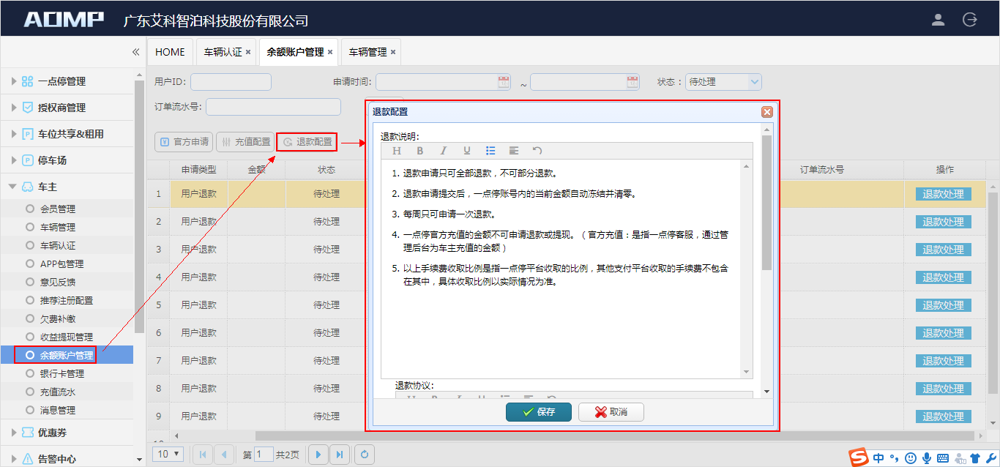 AOMP 广东艾科智泊科技股份有限公司
« HOME 车辆认证 × 余额账户管理 × 车辆管理 ×
一点停管理
授权商管理
车位共享&租用
停车场
车主
会员管理
车辆管理
车辆认证
APP包管理
意见反馈
推荐注册配置
欠费补缴
收益提现管理
余额账户管理
银行卡管理
充值流水
消息管理
优惠券
告警中心
用户ID: 申请时间: ~ 状态： 待处理
订单流水号:
官方申请 充值配置 退款配置
申请类型 金额 状态 订单流水号 操作
1 用户退款 待处理 退款处理
2 用户退款 待处理 退款处理
3 用户退款 待处理 退款处理
4 用户退款 待处理 退款处理
5 用户退款 待处理 退款处理
6 用户退款 待处理 退款处理
7 用户退款 待处理 退款处理
8 用户退款 待处理 退款处理
9 用户退款 待处理 退款处理
10 第 1 共2页
退款配置
退款说明:
H B I U
1. 退款申请只可全部退款，不可部分退款。
2. 退款申请提交后，一点停账号内的当前金额自动冻结并清零。
3. 每周只可申请一次退款。
4. 一点停官方充值的金额不可申请退款或提现。（官方充值：是指一点停客服，通过管
理后台为车主充值的金额）
5. 以上手续费收取比例是指一点停平台收取的比例，其他支付平台收取的手续费不包含
在其中，具体收取比例以实际情况为准。
退款协议:
保存 取消
S 中